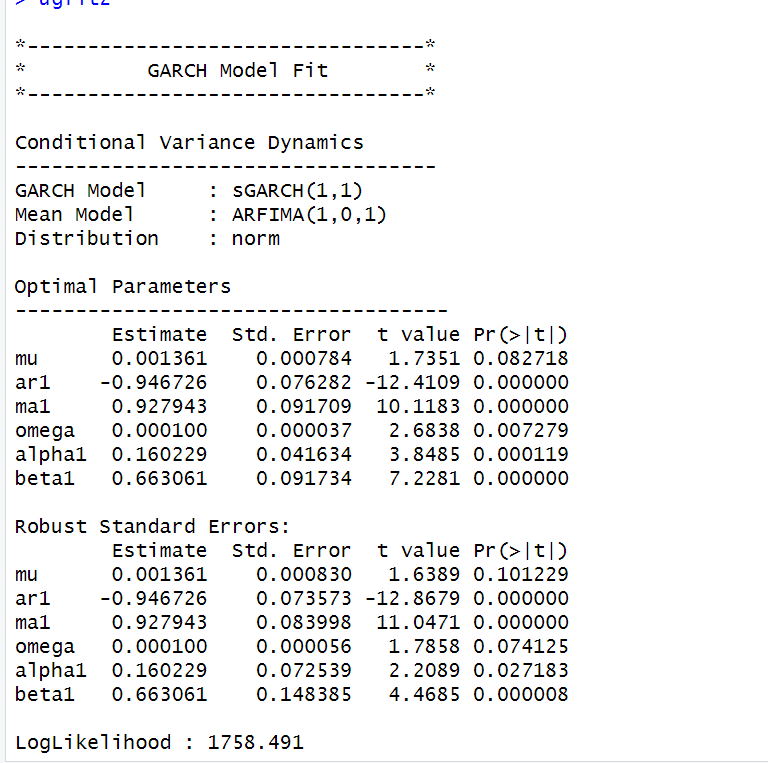 > ugfit2
*---------------------------------*
*          GARCH Model Fit        *
*---------------------------------*
Conditional Variance Dynamics
-----------------------------------
GARCH Model     : sGARCH(1,1)
Mean Model      : ARFIMA(1,0,1)
Distribution    : norm
Optimal Parameters
------------------------------------
        Estimate  Std. Error  t value Pr(>|t|)
mu      0.001361    0.000784   1.7351 0.082718
ar1    -0.946726    0.076282 -12.4109 0.000000
ma1     0.927943    0.091709  10.1183 0.000000
omega   0.000100    0.000037   2.6838 0.007279
alpha1  0.160229    0.041634   3.8485 0.000119
beta1   0.663061    0.091734   7.2281 0.000000
Robust Standard Errors:
        Estimate  Std. Error  t value Pr(>|t|)
mu      0.001361    0.000830   1.6389 0.101229
ar1    -0.946726    0.073573 -12.8679 0.000000
ma1     0.927943    0.083998  11.0471 0.000000
omega   0.000100    0.000056   1.7858 0.074125
alpha1  0.160229    0.072539   2.2089 0.027183
beta1   0.663061    0.148385   4.4685 0.000008
LogLikelihood : 1758.491